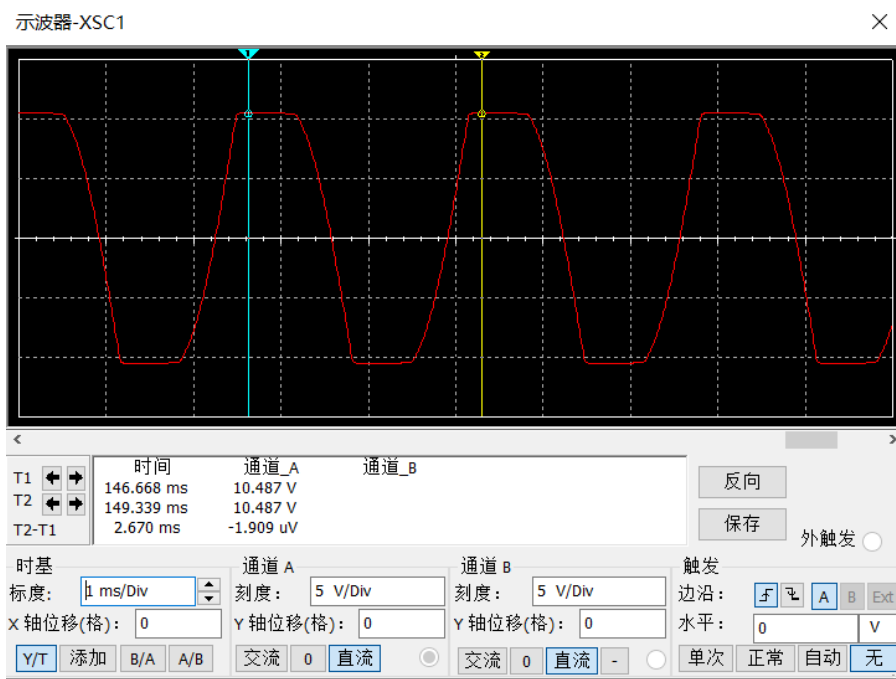 示波器-XSC1
1
2
时间 通道_A 通道_B
T1 146.668 ms 10.487 V
T2 149.339 ms 10.487 V
T2-T1 2.670 ms -1.909 uV
反向
保存
外触发
时基
标度: 1 ms/Div
X 轴位移(格): 0
Y/T 添加 B/A A/B
通道 A
刻度: 5 V/Div
Y 轴位移(格): 0
交流 0 直流
通道 B
刻度: 5 V/Div
Y 轴位移(格): 0
交流 0 直流 -
触发
边沿: A B Ext
水平: 0 V
单次 正常 自动 无